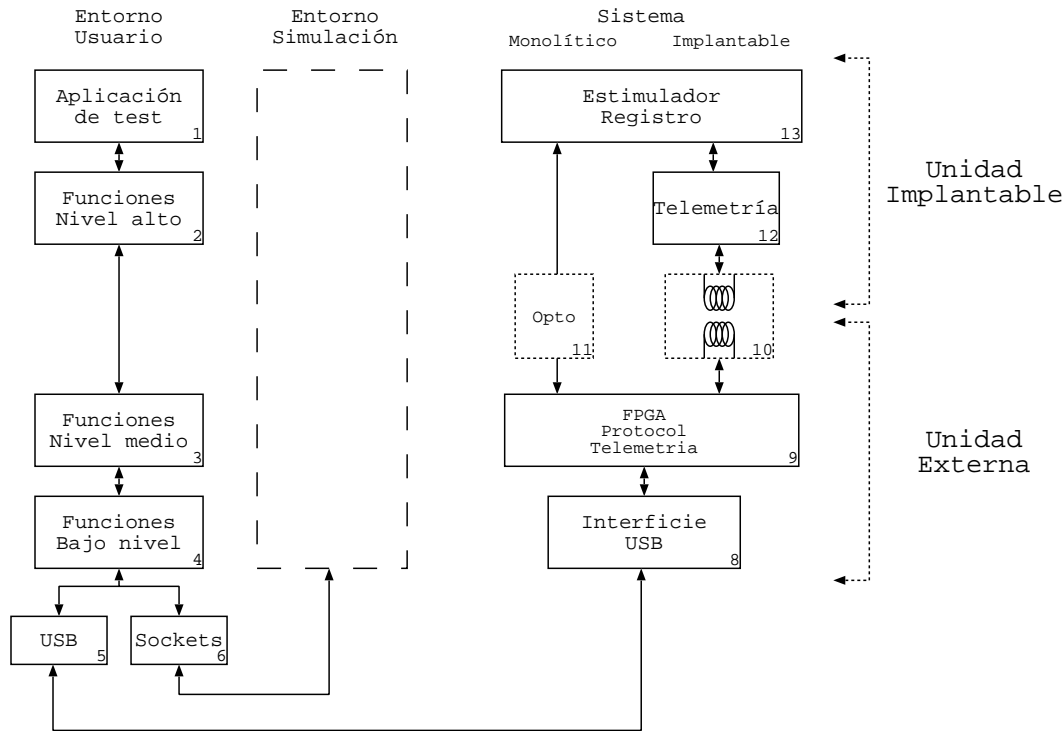 Entorno
Usuario
Entorno
Simulación
Sistema
Monolítico
Implantable
Aplicación
de test
1
Funciones
Nivel alto
2
Funciones
Nivel medio
3
Funciones
Bajo nivel
4
USB
5
Sockets
6
Estimulador
Registro
13
Telemetría
12
Opto
11
10
FPGA
Protocol
Telemetria
9
Interficie
USB
8
Unidad
Implantable
Unidad
Externa